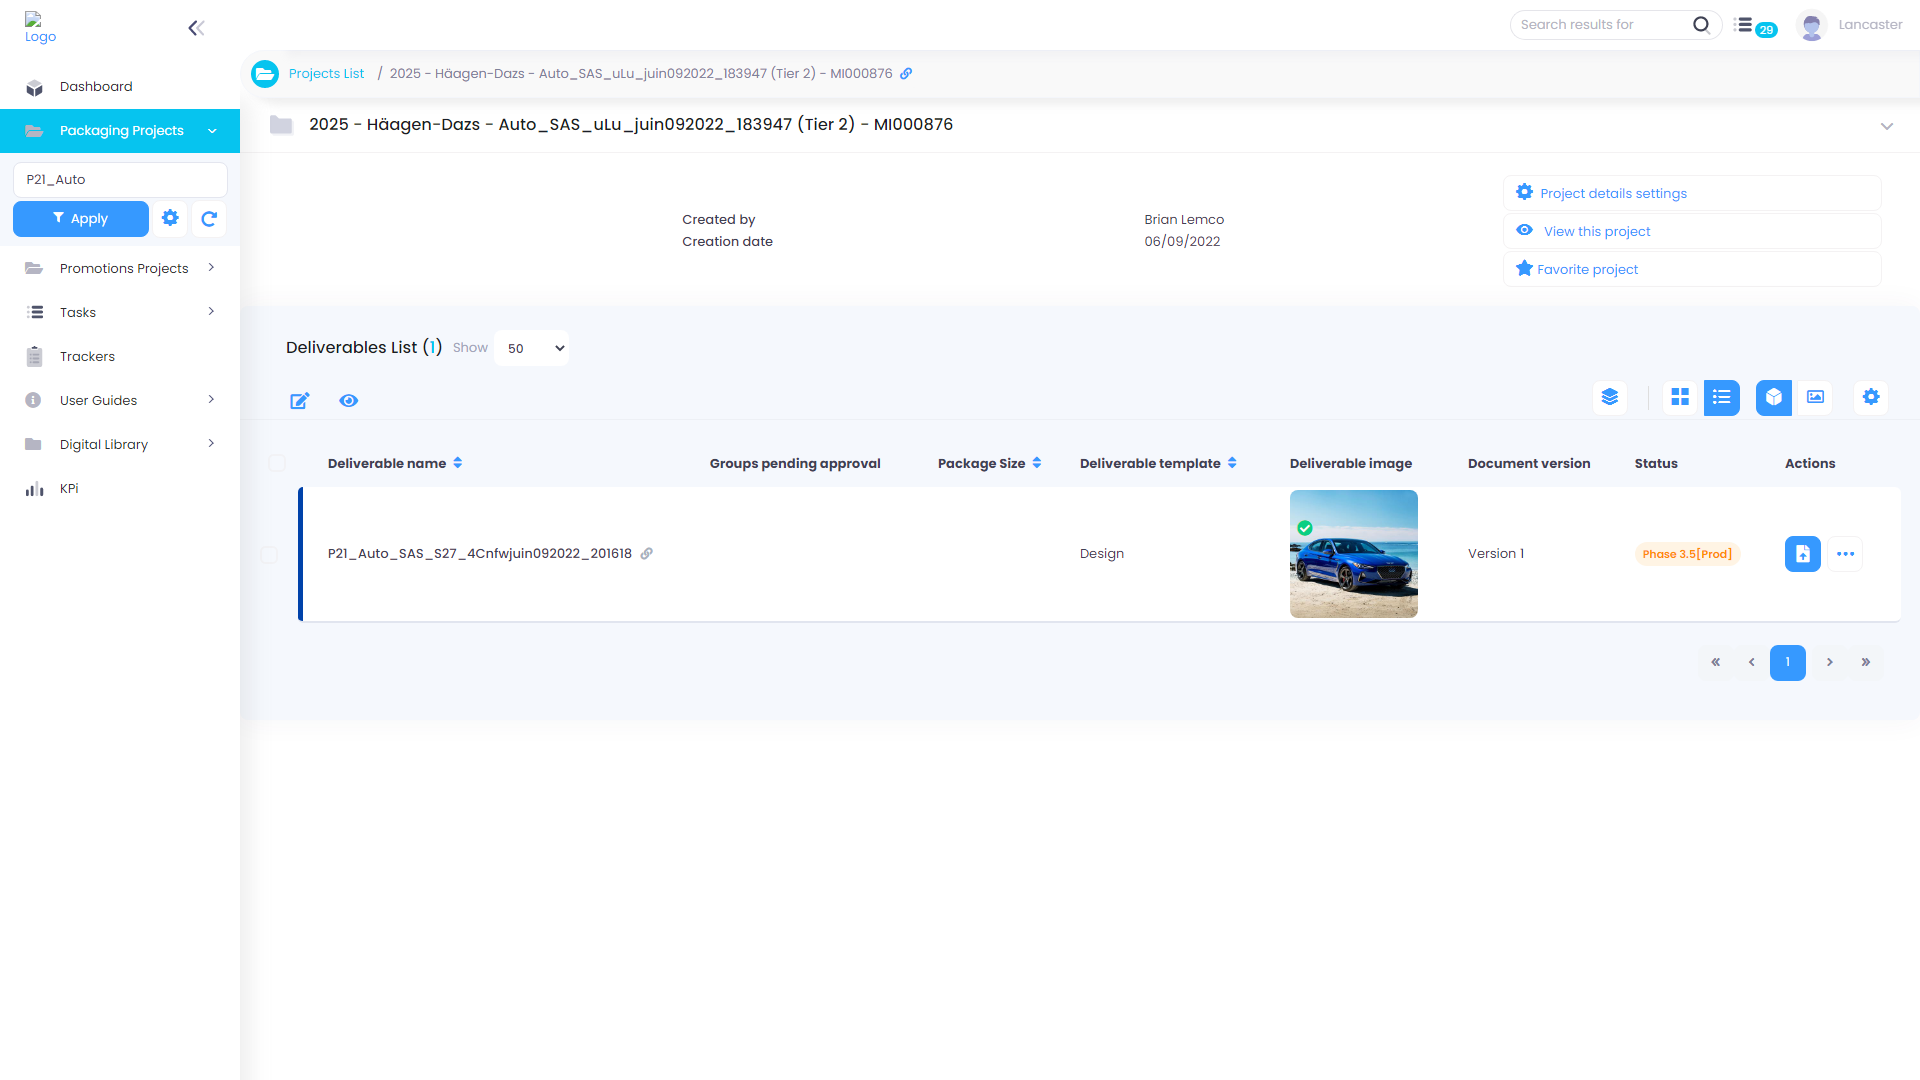 Logo
Search results for
29
Lancaster
Dashboard
Packaging Projects
P21_Auto
Apply
Promotions Projects
Tasks
Trackers
User Guides
Digital Library
KPi
Projects List / 2025 - Häagen-Dazs - Auto_SAS_uLu_juin092022_183947 (Tier 2) - MI000876
2025 - Häagen-Dazs - Auto_SAS_uLu_juin092022_183947 (Tier 2) - MI000876
Created by Brian Lemco
Creation date 06/09/2022
Project details settings
View this project
Favorite project
Deliverables List (1) Show 50
Deliverable name Groups pending approval Package Size Deliverable template Deliverable image Document version Status Actions
P21_Auto_SAS_S27_4Cnfwjuin092022_201618 Design Version 1 Phase 3.5[Prod]
« ‹ 1 › »